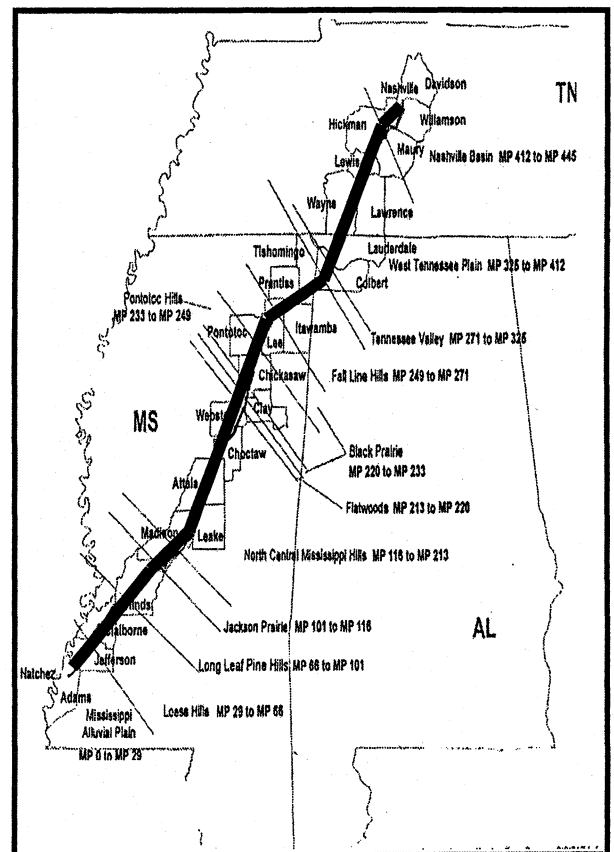 Davidson
Nashville
TN
Hickman
Williamson
Maury
Nashville Basin MP 412 to MP 445
Lewis
Wayne
Lawrence
Lauderdale
Tishomingo
West Tennessee Plain MP 325 to MP 412
Prentiss
Colbert
Pontotoc Hills
MP 233 to MP 249
Pontotoc
Itawamba
Lee
Tennessee Valley MP 271 to MP 325
Chickasaw
Fall Line Hills MP 249 to MP 271
MS
Clay
Choctaw
Black Prairie
MP 220 to MP 233
Attala
Flatwoods MP 213 to MP 220
Madison
Leake
North Central Mississippi Hills MP 116 to MP 213
Jackson Prairie MP 101 to MP 116
AL
Jefferson
Long Leaf Pine Hills MP 66 to MP 101
Natchez
Adams
Mississippi
Alluvial Plain
MP 0 to MP 29
Loess Hills MP 29 to MP 66